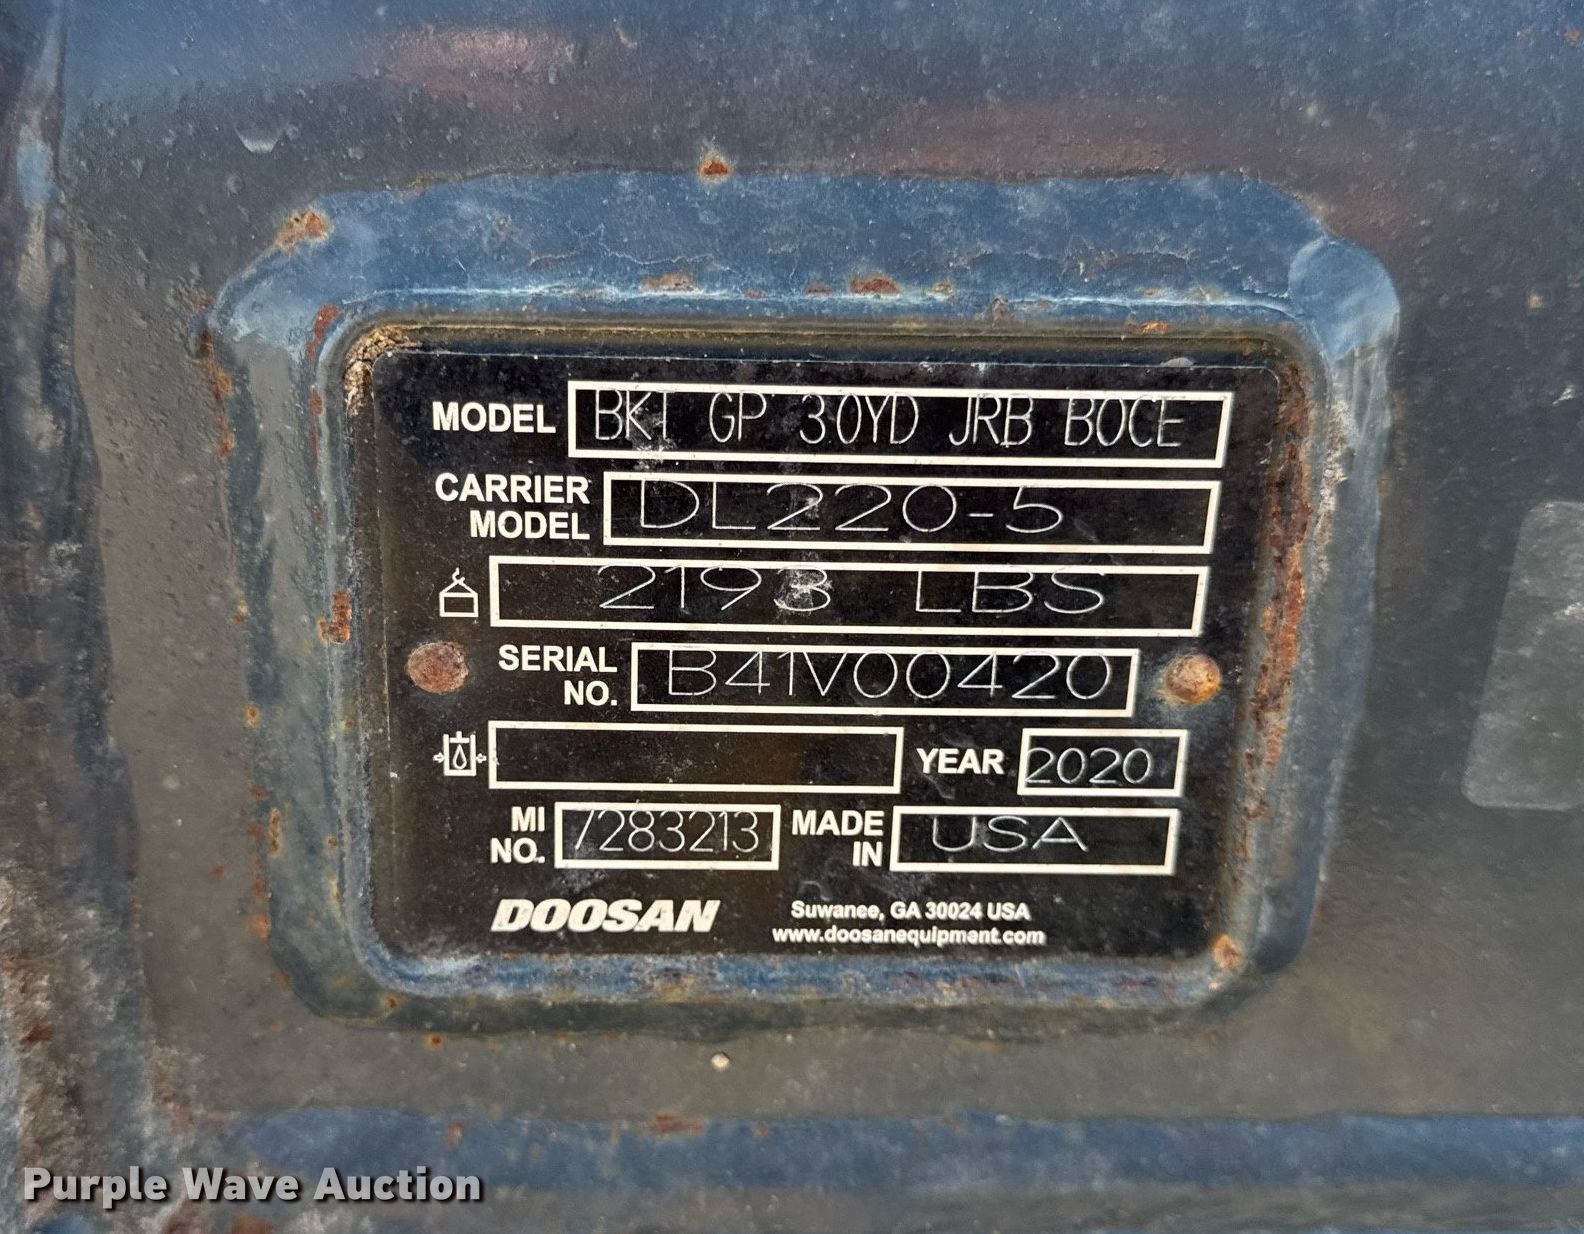 MODEL BKT GP 3.0YD JRB BOCE
CARRIER MODEL DL220-5
2193 LBS
SERIAL NO. B41V00420
YEAR 2020
MI NO. 7283213 MADE IN USA
DOOSAN Suwanee, GA 30024 USA
www.doosanequipment.com
Purple Wave Auction